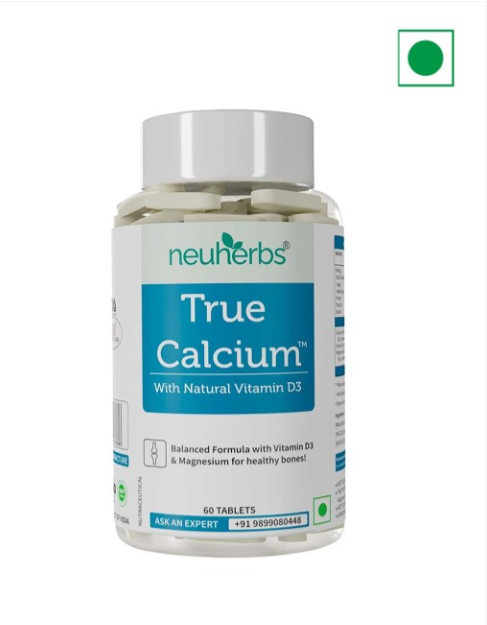 neuherbs®
True
Calcium™
With Natural Vitamin D3
Balanced Formula with Vitamin D3
& Magnesium for healthy bones!
NUTRACEUTICAL
60 TABLETS
ASK AN EXPERT +91 9899080448